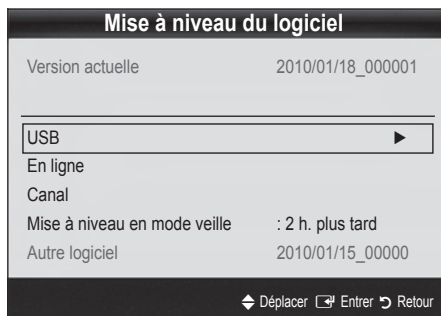 Mise à niveau du logiciel
Version actuelle 2010/01/18_000001
USB ►
En ligne
Canal
Mise à niveau en mode veille : 2 h. plus tard
Autre logiciel 2010/01/15_00000
Déplacer Entrer Retour